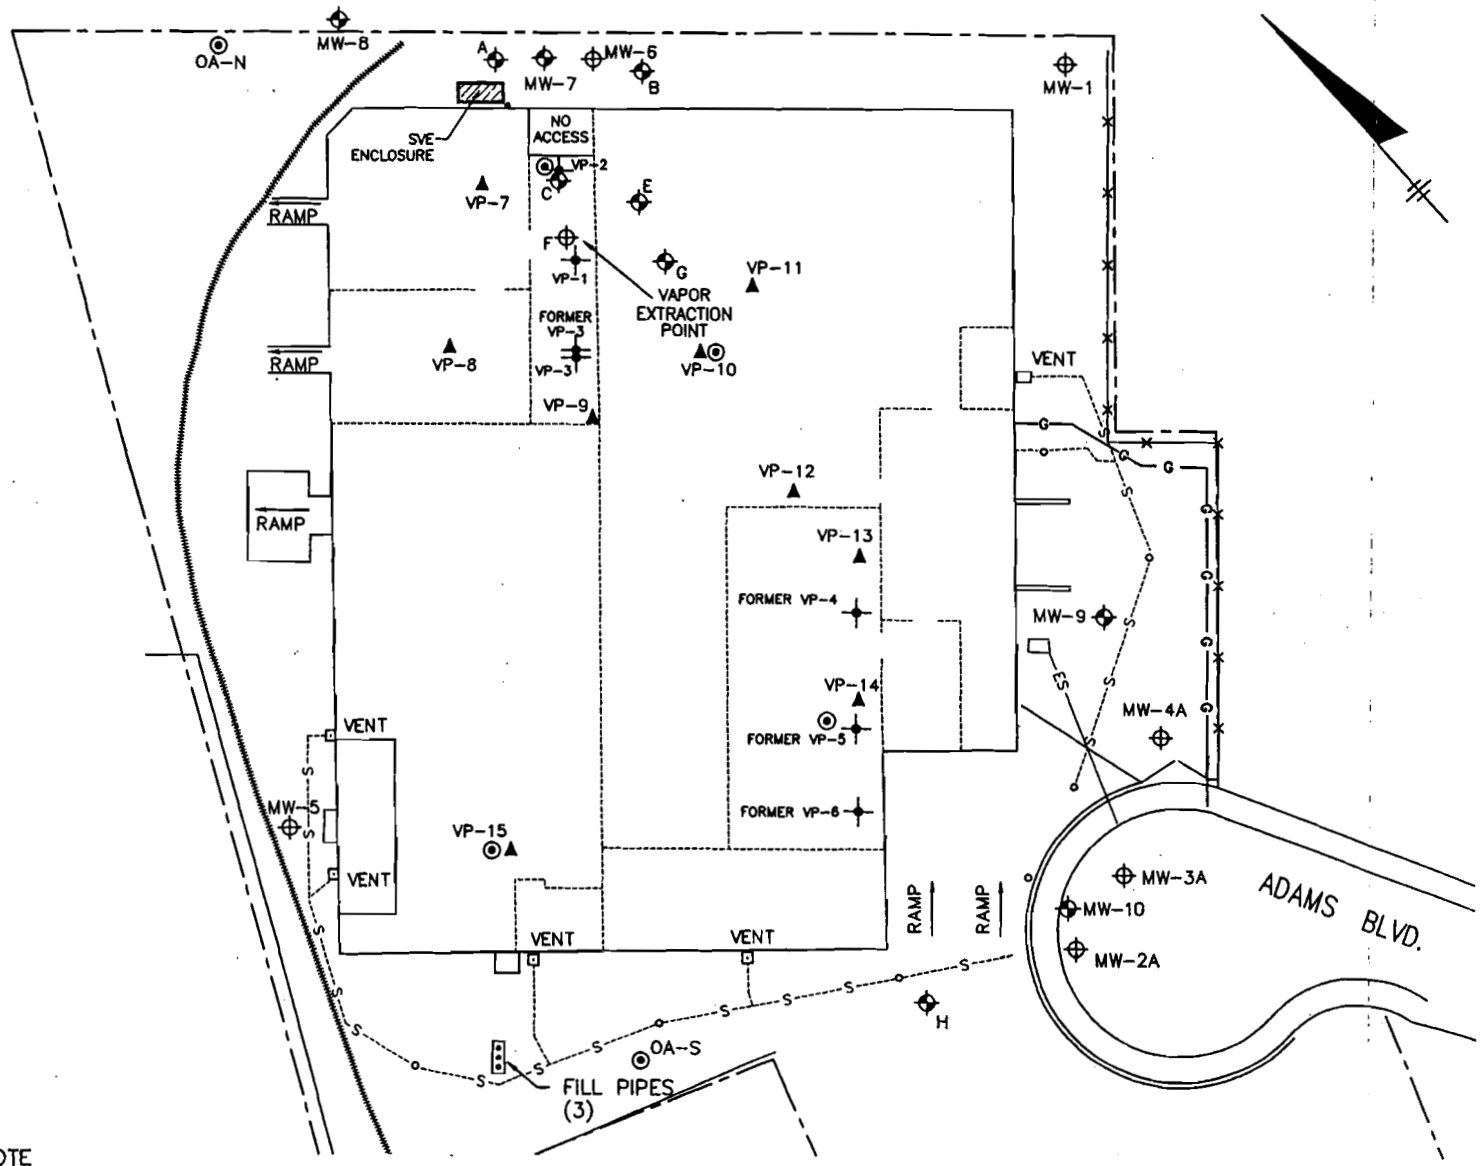 MW-8
OA-N
A
MW-7
MW-6
B
MW-1
SVE
ENCLOSURE
NO
ACCESS
VP-2
C
VP-7
E
RAMP
F
VP-1
G
VP-11
VAPOR
EXTRACTION
POINT
FORMER
VP-3
VP-3
RAMP
VP-8
VP-10
VENT
VP-9
S
G
G
G
VP-12
S
RAMP
G
VP-13
G
FORMER VP-4
MW-9
S
G
ES
S
VP-14
G
MW-4A
VENT
FORMER VP-5
S
S
MW-5
S
FORMER VP-6
VP-15
VENT
MW-3A
ADAMS BLVD.
RAMP
RAMP
MW-10
S
VENT
VENT
MW-2A
S
S
S
S
S
H
S
S
OA-S
S
S
FILL PIPES
(3)
OTE